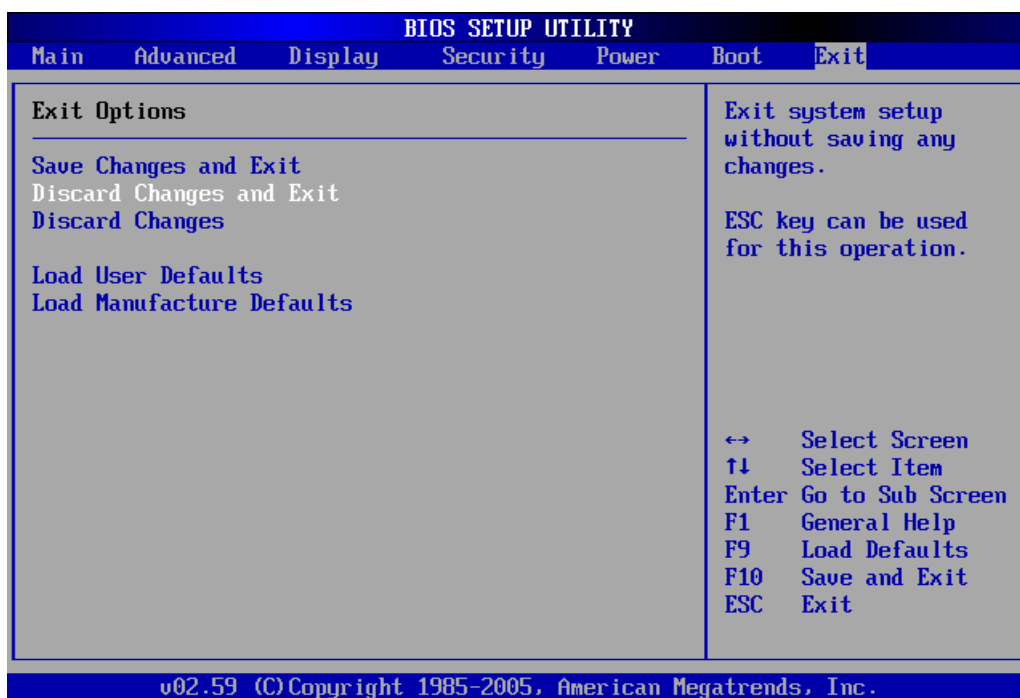 BIOS SETUP UTILITY
Main Advanced Display Security Power Boot Exit
Exit Options
Save Changes and Exit
Discard Changes and Exit
Discard Changes
Load User Defaults
Load Manufacture Defaults
Exit system setup
without saving any
changes.
ESC key can be used
for this operation.
↔ Select Screen
↑↓ Select Item
Enter Go to Sub Screen
F1 General Help
F9 Load Defaults
F10 Save and Exit
ESC Exit
v02.59 (C)Copyright 1985-2005, American Megatrends, Inc.